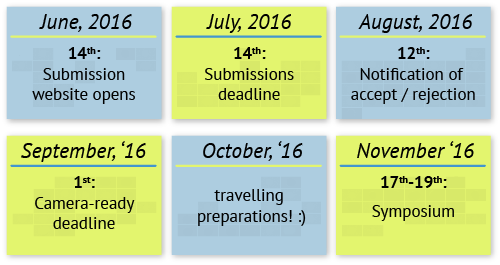 June, 2016
14th:
Submission
website opens
July, 2016
14th:
Submissions
deadline
August, 2016
12th:
Notification of
accept / rejection
September, ‘16
1st:
Camera-ready
deadline
October, ‘16
travelling
preparations! :)
November ‘16
17th-19th:
Symposium